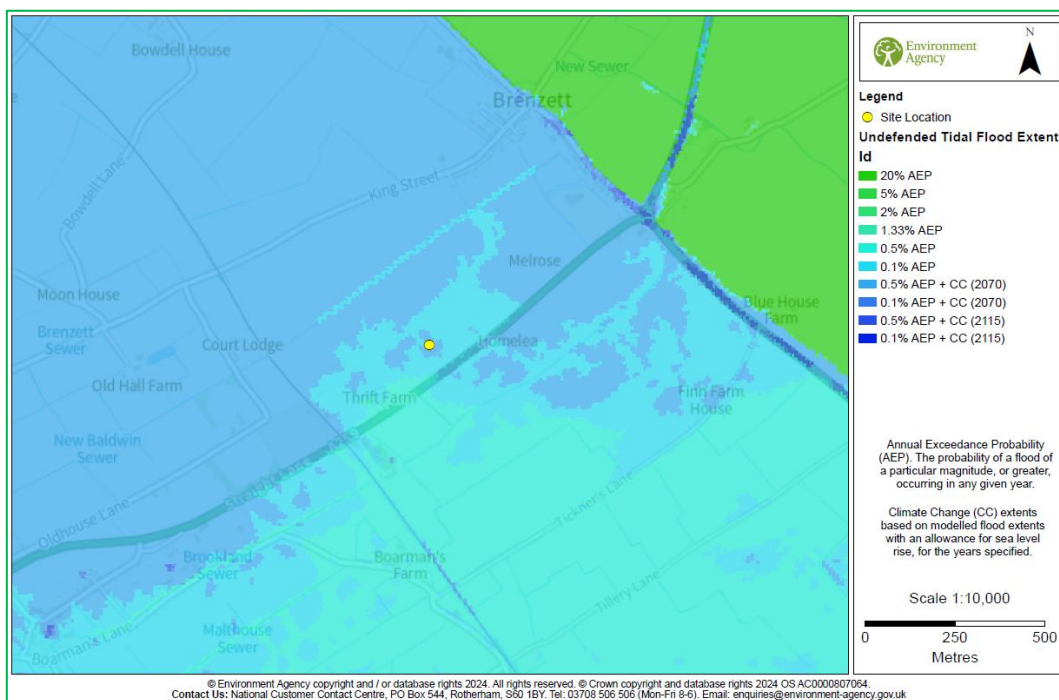 Bowdell House
New Sewer
Brenzett
Bowdell Lane
King Street
Melrose
Moon House
Blue House
Farm
Brenzett
Sewer
Court Lodge
Homelea
Old Hall Farm
Thrift Farm
Finn Farm
House
New Baldwin
Sewer
Oldhouse Lane
Tickner's Lane
Brookland
Sewer
Boarman's
Farm
Tillery Lane
Malthouse
Sewer
Boarman's Lane
Environment
Agency
N
Legend
Site Location
Undefended Tidal Flood Extent
Id
20% AEP
5% AEP
2% AEP
1.33% AEP
0.5% AEP
0.1% AEP
0.5% AEP + CC (2070)
0.1% AEP + CC (2070)
0.5% AEP + CC (2115)
0.1% AEP + CC (2115)
Annual Exceedance Probability
(AEP). The probability of a flood of
a particular magnitude, or greater,
occurring in any given year.
Climate Change (CC) extents
based on modelled flood extents
with an allowance for sea level
rise, for the years specified.
Scale 1:10,000
0 250 500
Metres
© Environment Agency copyright and / or database rights 2024. All rights reserved. © Crown copyright and database rights 2024 OS AC0000807064.
Contact Us: National Customer Contact Centre, PO Box 544, Rotherham, S60 1BY. Tel: 03708 506 506 (Mon-Fri 8-6). Email: enquiries@environment-agency.gov.uk